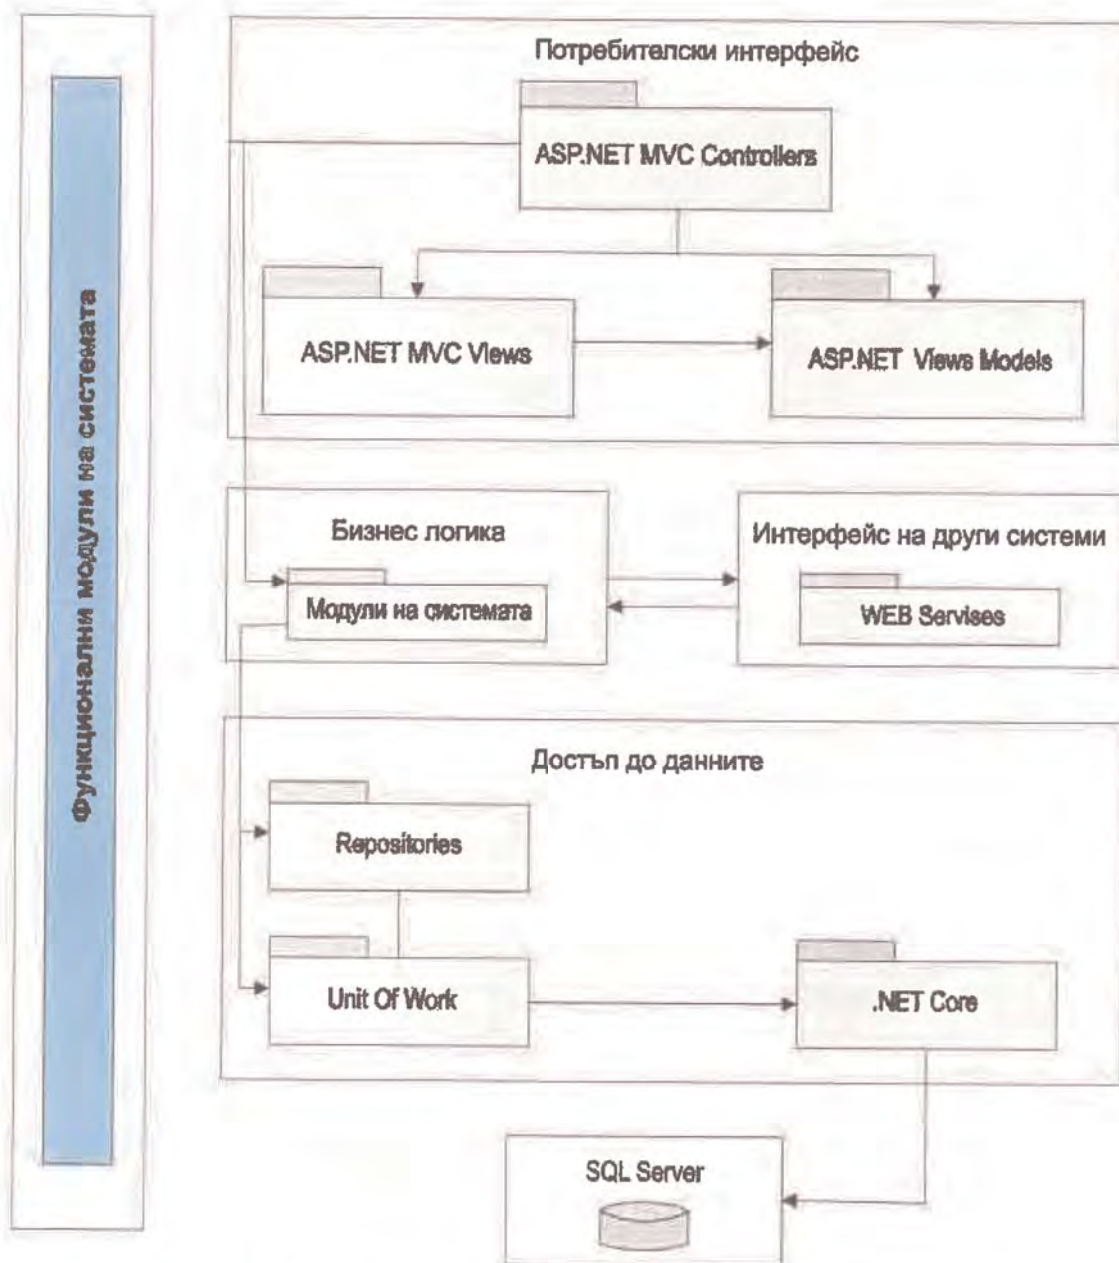 Функционални модули на системата
Потребителски интерфейс
ASP.NET MVC Controllers
ASP.NET MVC Views
ASP.NET Views Models
Бизнес логика
Модули на системата
Интерфейс на други системи
WEB Servises
Достъп до данните
Repositories
Unit Of Work
.NET Core
SQL Server